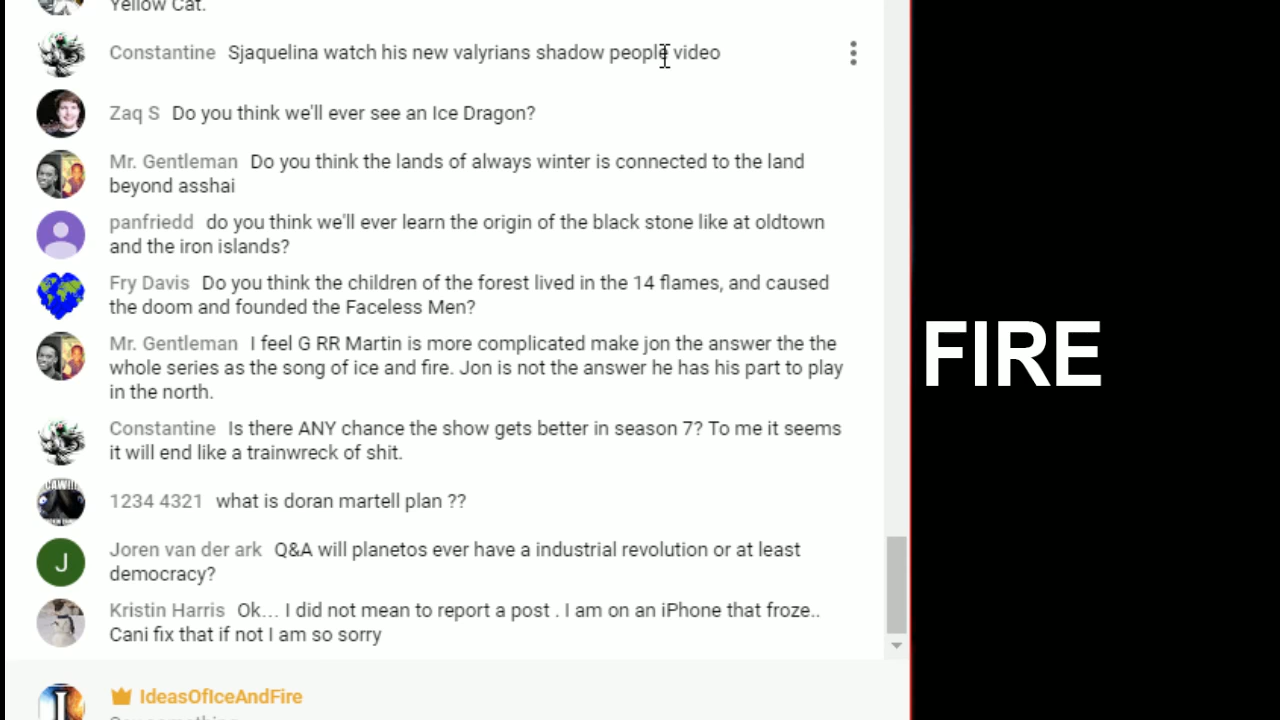 Yellow Cat.
Constantine Sjaquelina watch his new valyrians shadow people video
Zaq S Do you think we'll ever see an Ice Dragon?
Mr. Gentleman Do you think the lands of always winter is connected to the land
beyond asshai
panfriedd do you think we'll ever learn the origin of the black stone like at oldtown
and the iron islands?
Fry Davis Do you think the children of the forest lived in the 14 flames, and caused
the doom and founded the Faceless Men?
Mr. Gentleman I feel G RR Martin is more complicated make jon the answer the the
whole series as the song of ice and fire. Jon is not the answer he has his part to play
in the north.
Constantine Is there ANY chance the show gets better in season 7? To me it seems
it will end like a trainwreck of shit.
1234 4321 what is doran martell plan ??
Joren van der ark Q&A will planetos ever have a industrial revolution or at least
democracy?
J
Kristin Harris Ok... I did not mean to report a post . I am on an iPhone that froze..
Cani fix that if not I am so sorry
IdeasOfIceAndFire
Say something...
FIRE